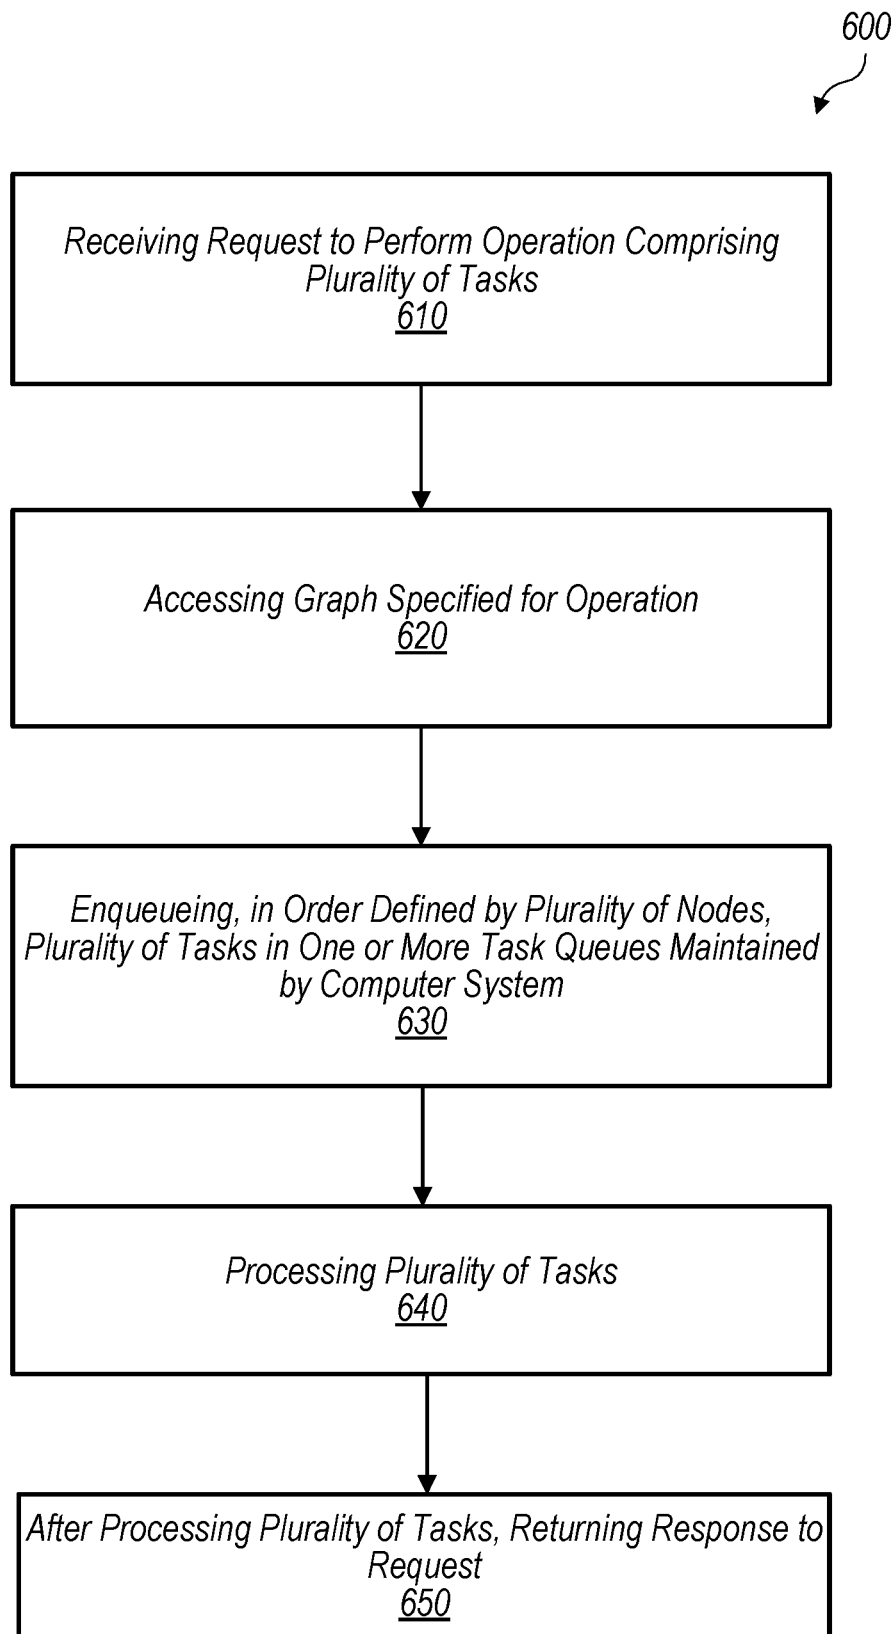 600
Receiving Request to Perform Operation Comprising
Plurality of Tasks
610
Accessing Graph Specified for Operation
620
Enqueueing, in Order Defined by Plurality of Nodes,
Plurality of Tasks in One or More Task Queues Maintained
by Computer System
630
Processing Plurality of Tasks
640
After Processing Plurality of Tasks, Returning Response to
Request
650